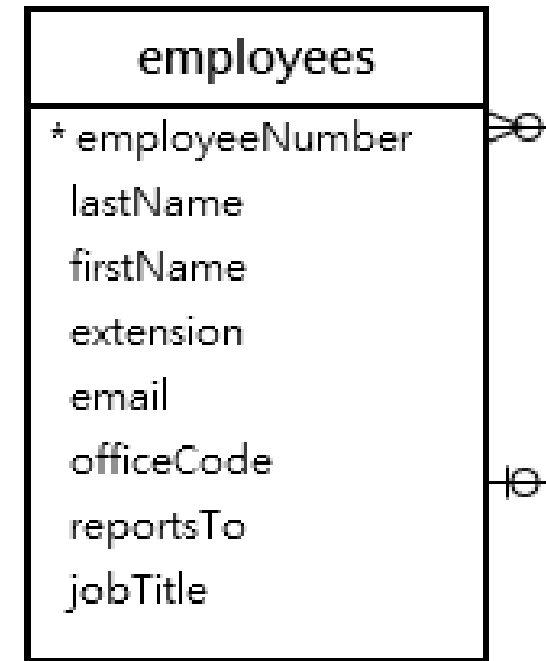 employees
* employeeNumber
lastName
firstName
extension
email
officeCode
reportsTo
jobTitle